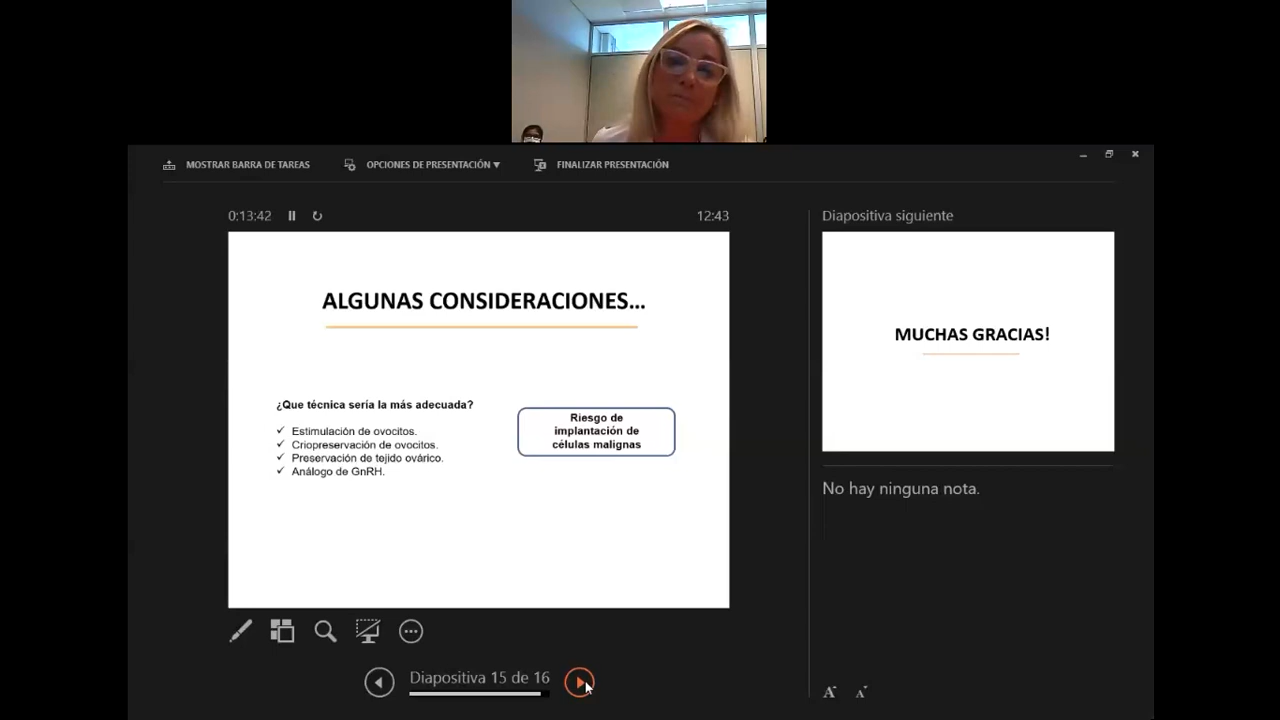 MOSTRAR BARRA DE TAREAS
OPCIONES DE PRESENTACIÓN ▼
FINALIZAR PRESENTACIÓN
0:13:42
12:43
ALGUNAS CONSIDERACIONES...
¿Que técnica sería la más adecuada?
✓ Estimulación de ovocitos.
✓ Criopreservación de ovocitos.
✓ Preservación de tejido ovárico.
✓ Análogo de GnRH.
Riesgo de
implantación de
células malignas
Diapositiva 15 de 16
Diapositiva siguiente
MUCHAS GRACIAS!
No hay ninguna nota.
A A